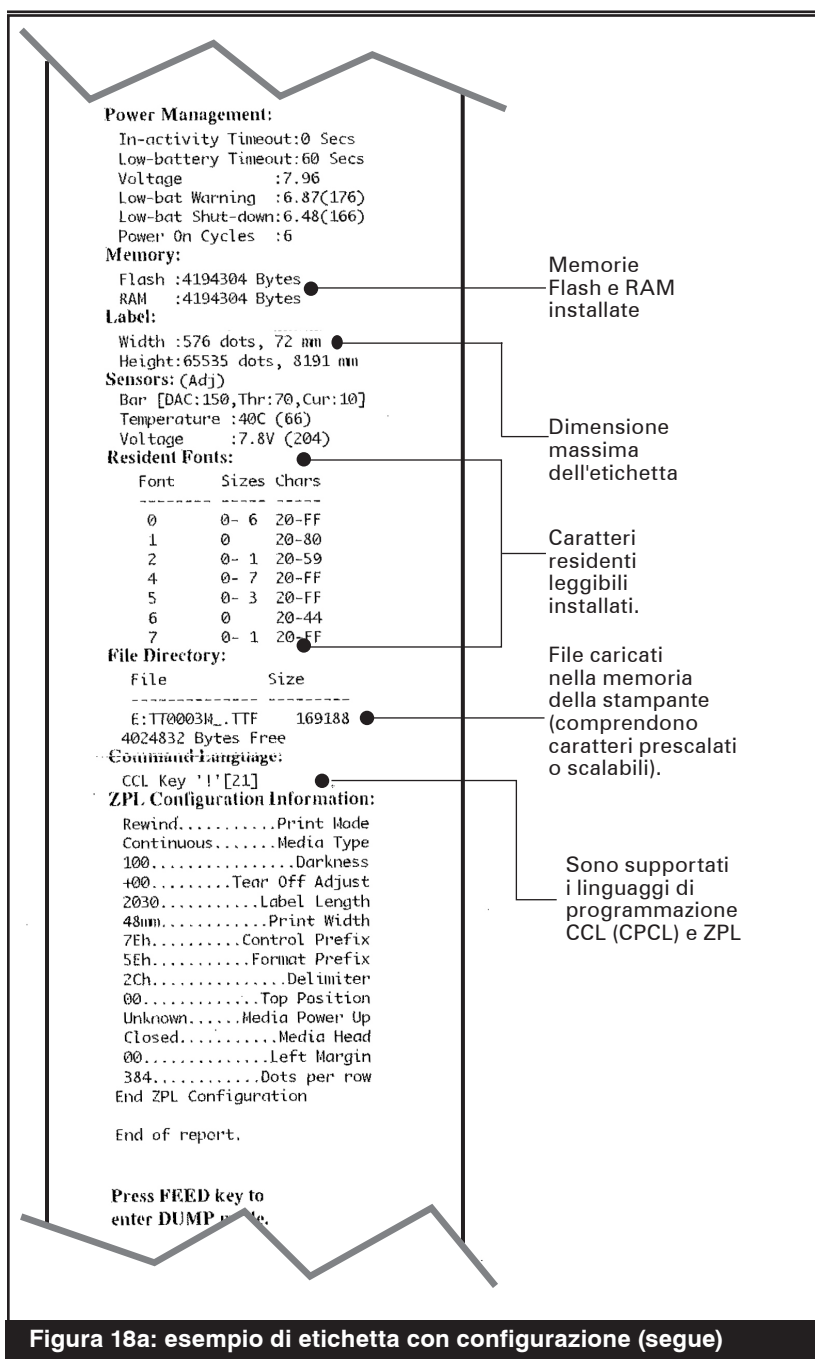 Power Management:
In-activity Timeout:0 Secs
Low-battery Timeout:60 Secs
Voltage :7.96
Low-bat Warning :6.87(176)
Low-bat Shut-down:6.48(166)
Power On Cycles :6
Memory:
Flash :4194304 Bytes
RAM :4194304 Bytes
Label:
Width :576 dots, 72 mm
Height:65535 dots, 8191 mm
Sensors: (Adj)
Bar [DAC:150,Thr:70,Cur:10]
Temperature :40C (66)
Voltage :7.8V (204)
Resident Fonts:
Font Sizes Chars
-------- ----- -----
0 0- 6 20-FF
1 0 20-80
2 0- 1 20-59
4 0- 7 20-FF
5 0- 3 20-FF
6 0 20-44
7 0- 1 20-FF
File Directory:
File Size
-------------- ---------
E:TT0003M_.TTF 169188
4024832 Bytes Free
Command Language:
CCL Key '!'[21]
ZPL Configuration Information:
Rewind...........Print Mode
Continuous.......Media Type
100................Darkness
+00.........Tear Off Adjust
2030...........Label Length
48mm............Print Width
7Eh..........Control Prefix
5Eh...........Format Prefix
2Ch...............Delimiter
00.............Top Position
Unknown......Media Power Up
Closed...........Media Head
00..............Left Margin
384............Dots per row
End ZPL Configuration
End of report.
Press FEED key to
enter DUMP mode.
Memorie
Flash e RAM
installate
Dimensione
massima
dell'etichetta
Caratteri
residenti
leggibili
installati.
File caricati
nella memoria
della stampante
(comprendono
caratteri prescalati
o scalabili).
Sono supportati
i linguaggi di
programmazione
CCL (CPCL) e ZPL
Figura 18a: esempio di etichetta con configurazione (segue)